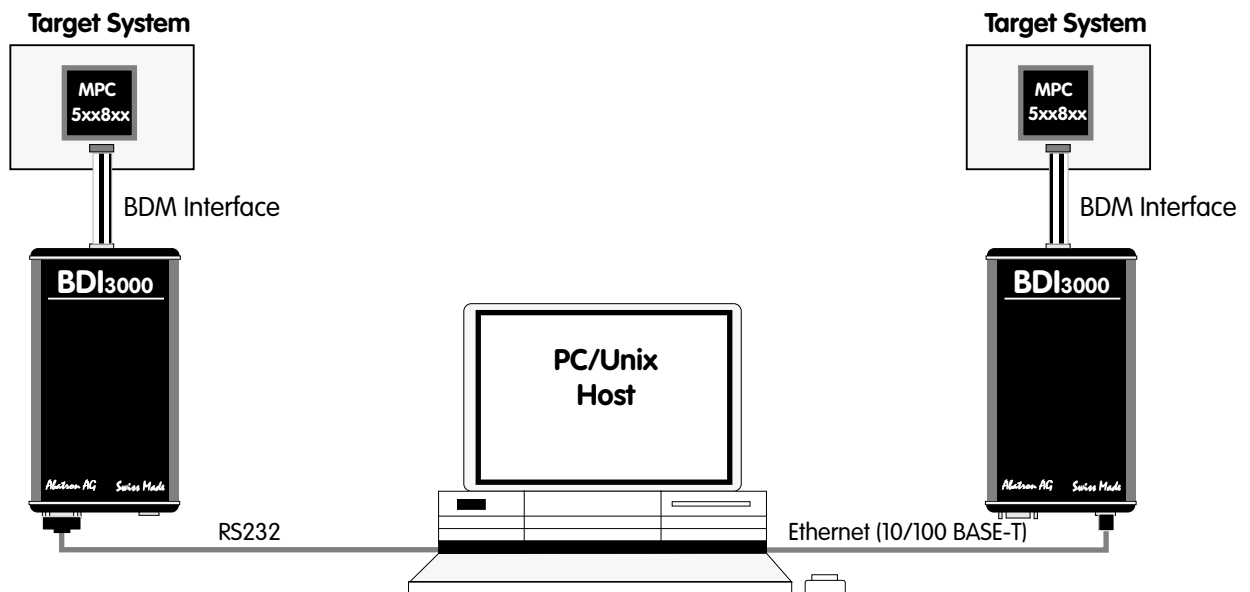 Target System
MPC
5xx8xx
BDM Interface
BDI3000
Abatron AG Swiss Made
RS232
PC/Unix
Host
Target System
MPC
5xx8xx
BDM Interface
BDI3000
Abatron AG Swiss Made
Ethernet (10/100 BASE-T)